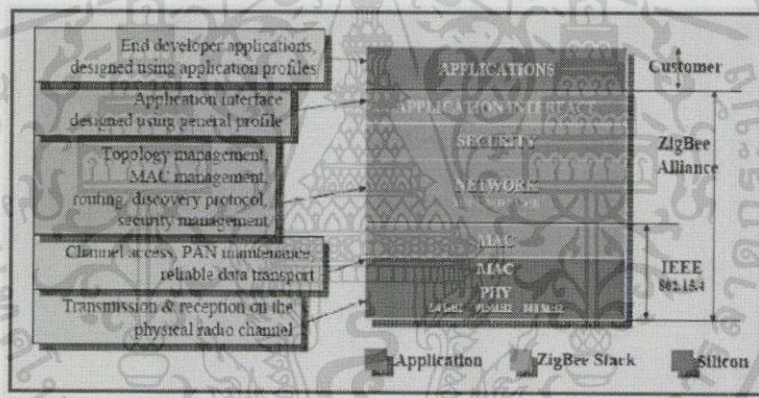 End developer applications,
designed using application profiles
Application interface
designed using general profile
Topology management,
MAC management,
routing, discovery protocol,
security management
Channel access, PAN maintenance,
reliable data transport
Transmission & reception on the
physical radio channel
APPLICATIONS
APPLICATION INTERFACE
SECURITY
NETWORK
MAC
MAC
PHY
Customer
ZigBee
Alliance
IEEE
802.15.4
Application
ZigBee Stack
Silicon